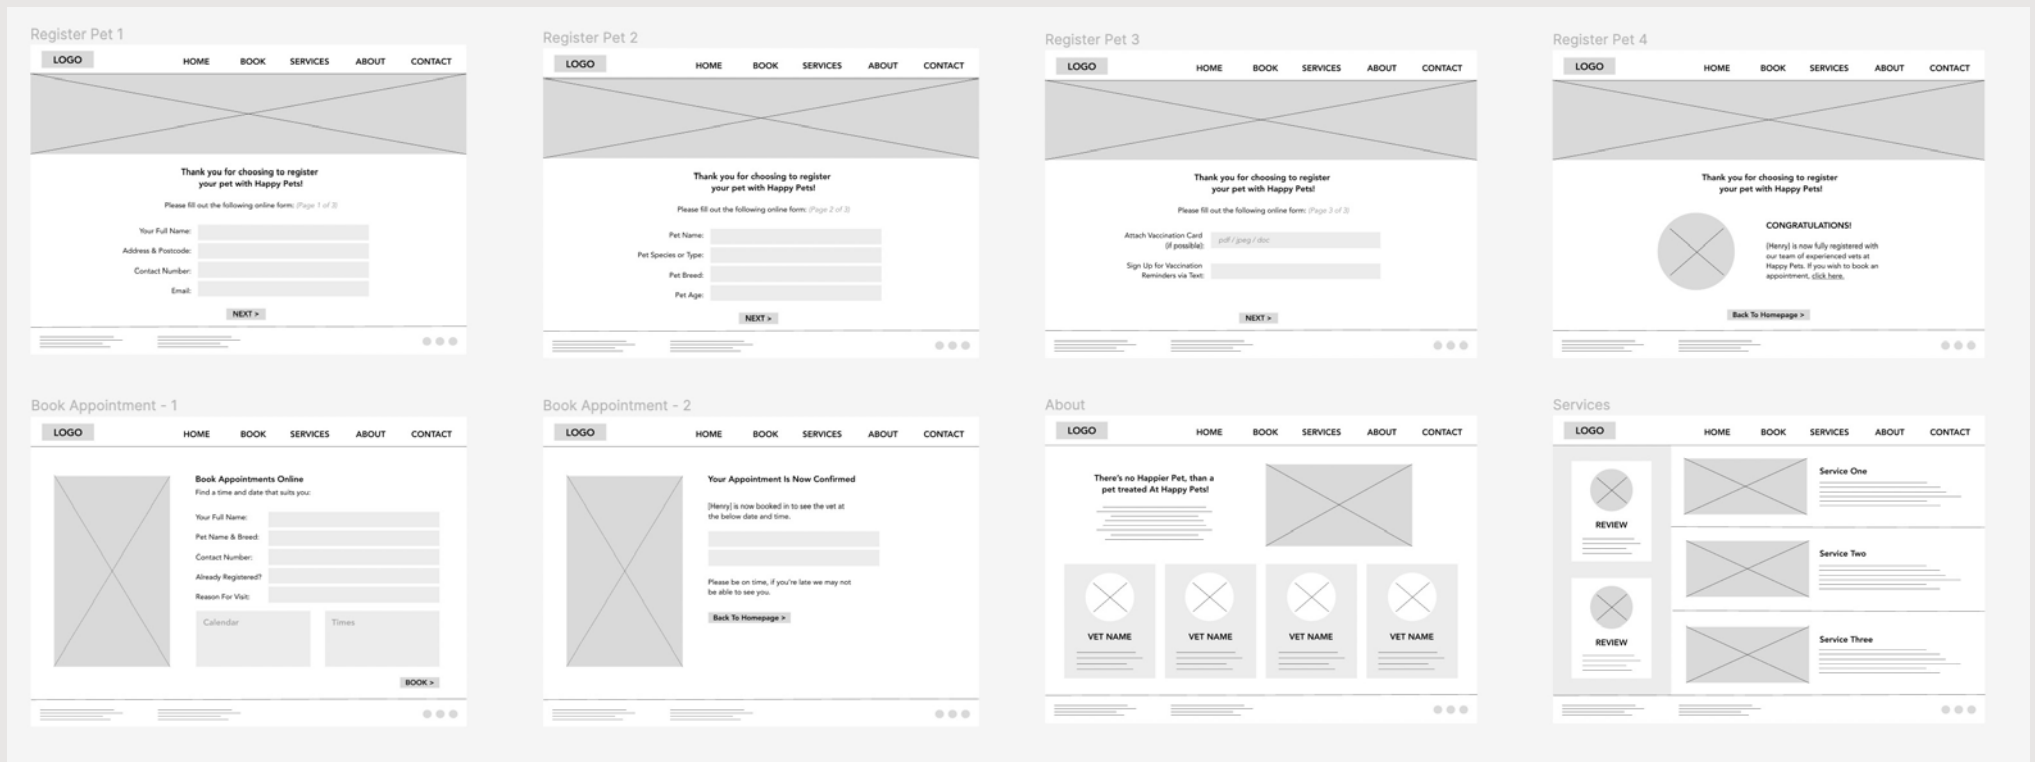 Register Pet 1
LOGO
HOME BOOK SERVICES ABOUT CONTACT
Thank you for choosing to register
your pet with Happy Pets!
Please fill out the following online form: (Page 1 of 3)
Your Full Name:
Address & Postcode:
Contact Number:
Email:
NEXT >
Register Pet 2
LOGO
HOME BOOK SERVICES ABOUT CONTACT
Thank you for choosing to register
your pet with Happy Pets!
Please fill out the following online form: (Page 2 of 3)
Pet Name:
Pet Species or Type:
Pet Breed:
Pet Age:
NEXT >
Register Pet 3
LOGO
HOME BOOK SERVICES ABOUT CONTACT
Thank you for choosing to register
your pet with Happy Pets!
Please fill out the following online form: (Page 3 of 3)
Attach Vaccination Card
(if possible):
pdf / jpeg / doc
Sign Up for Vaccination
Reminders via Text:
NEXT >
Register Pet 4
LOGO
HOME BOOK SERVICES ABOUT CONTACT
Thank you for choosing to register
your pet with Happy Pets!
CONGRATULATIONS!
[Henry] is now fully registered with
our team of experienced vets at
Happy Pets. If you wish to book an
appointment, click here.
Back To Homepage >
Book Appointment - 1
LOGO
HOME BOOK SERVICES ABOUT CONTACT
Book Appointments Online
Find a time and date that suits you:
Your Full Name:
Pet Name & Breed:
Contact Number:
Already Registered?
Reason For Visit:
Calendar
Times
BOOK >
Book Appointment - 2
LOGO
HOME BOOK SERVICES ABOUT CONTACT
Your Appointment Is Now Confirmed
[Henry] is now booked in to see the vet at
the below date and time.
Please be on time, if you're late we may not
be able to see you.
Back To Homepage >
About
LOGO
HOME BOOK SERVICES ABOUT CONTACT
There's no Happier Pet, than a
pet treated At Happy Pets!
VET NAME
VET NAME
VET NAME
VET NAME
Services
LOGO
HOME BOOK SERVICES ABOUT CONTACT
REVIEW
REVIEW
Service One
Service Two
Service Three